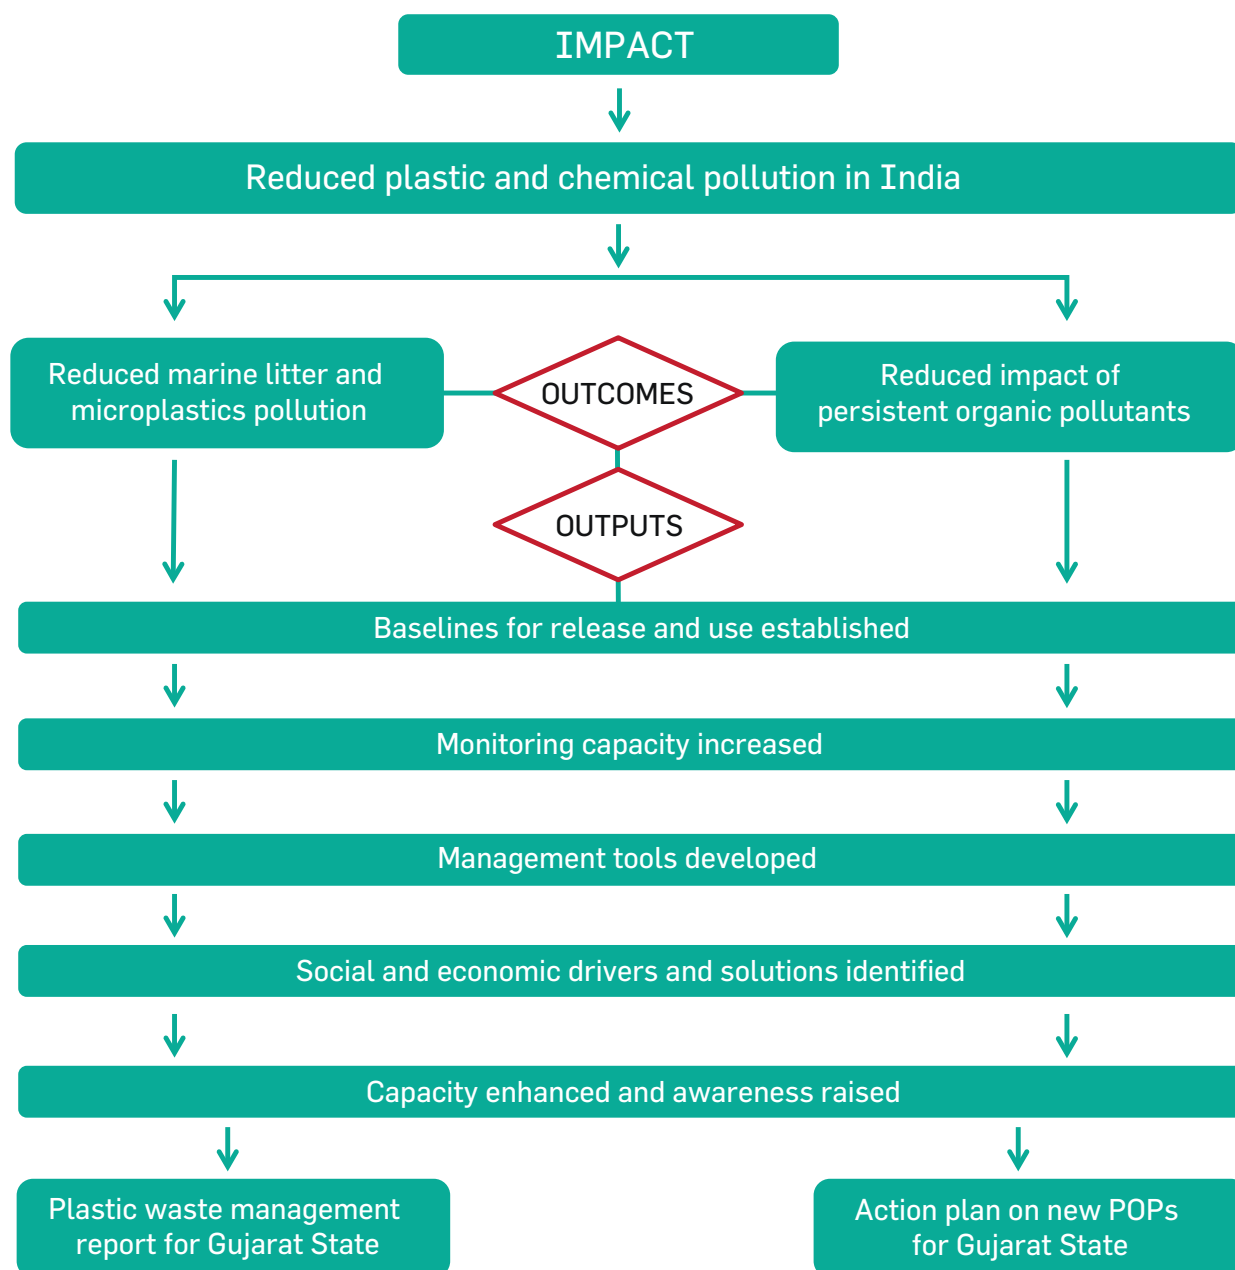 IMPACT
Reduced plastic and chemical pollution in India
Reduced marine litter and
microplastics pollution
OUTCOMES
Reduced impact of
persistent organic pollutants
OUTPUTS
Baselines for release and use established
Monitoring capacity increased
Management tools developed
Social and economic drivers and solutions identified
Capacity enhanced and awareness raised
Plastic waste management
report for Gujarat State
Action plan on new POPs
for Gujarat State